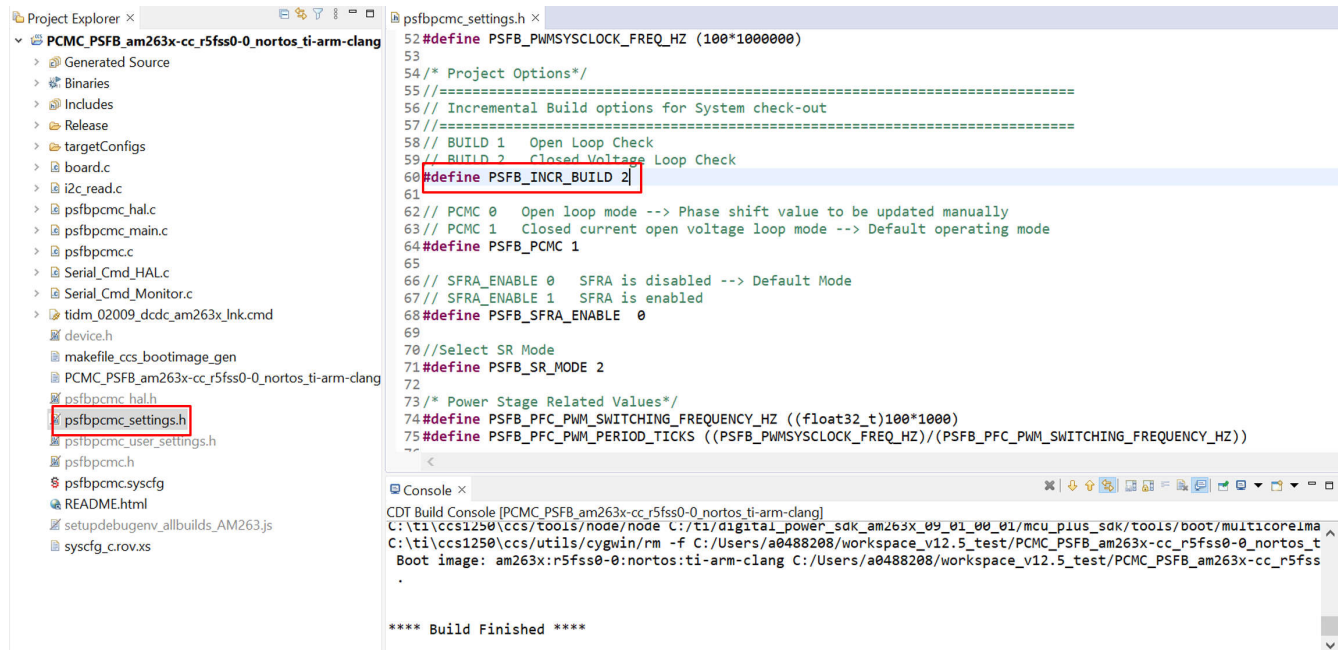 Project Explorer ×
PCMC_PSFB_am263x-cc_r5fss0-0_nortos_ti-arm-clang
Generated Source
Binaries
Includes
Release
targetConfigs
board.c
i2c_read.c
psfbpcmc_hal.c
psfbpcmc_main.c
psfbpcmc.c
Serial_Cmd_HAL.c
Serial_Cmd_Monitor.c
tidm_02009_dcdc_am263x_lnk.cmd
device.h
makefile_ccs_bootimage_gen
PCMC_PSFB_am263x-cc_r5fss0-0_nortos_ti-arm-clang
psfbpcmc_hal.h
psfbpcmc_settings.h
psfbpcmc_user_settings.h
psfbpcmc.h
psfbpcmc.syscfg
README.html
setupdebugenv_allbuilds_AM263.js
syscfg_c.rov.xs
psfbpcmc_settings.h ×
52 #define PSFB_PWMSYSCLOCK_FREQ_HZ (100*1000000)
53
54 /* Project Options*/
55 //=============================================================================
56 // Incremental Build options for System check-out
57 //=============================================================================
58 // BUILD 1   Open Loop Check
59 // BUILD 2   Closed Voltage Loop Check
60 #define PSFB_INCR_BUILD 2
61
62 // PCMC 0   Open loop mode --> Phase shift value to be updated manually
63 // PCMC 1   Closed current open voltage loop mode --> Default operating mode
64 #define PSFB_PCMC 1
65
66 // SFRA_ENABLE 0   SFRA is disabled --> Default Mode
67 // SFRA_ENABLE 1   SFRA is enabled
68 #define PSFB_SFRA_ENABLE  0
69
70 //Select SR Mode
71 #define PSFB_SR_MODE 2
72
73 /* Power Stage Related Values*/
74 #define PSFB_PFC_PWM_SWITCHING_FREQUENCY_HZ ((float32_t)100*1000)
75 #define PSFB_PFC_PWM_PERIOD_TICKS ((PSFB_PWMSYSCLOCK_FREQ_HZ)/(PSFB_PFC_PWM_SWITCHING_FREQUENCY_HZ))
Console ×
CDT Build Console [PCMC_PSFB_am263x-cc_r5fss0-0_nortos_ti-arm-clang]
C:\ti\ccs1250\ccs/tools/node/node C:/ti/digital_power_sdk_am263x_09_01_00_01/mcu_plus_sdk/tools/boot/multicoreIma
C:\ti\ccs1250\ccs/utils/cygwin/rm -f C:/Users/a0488208/workspace_v12.5_test/PCMC_PSFB_am263x-cc_r5fss0-0_nortos_t
Boot image: am263x:r5fss0-0:nortos:ti-arm-clang C:/Users/a0488208/workspace_v12.5_test/PCMC_PSFB_am263x-cc_r5fss
.
**** Build Finished ****